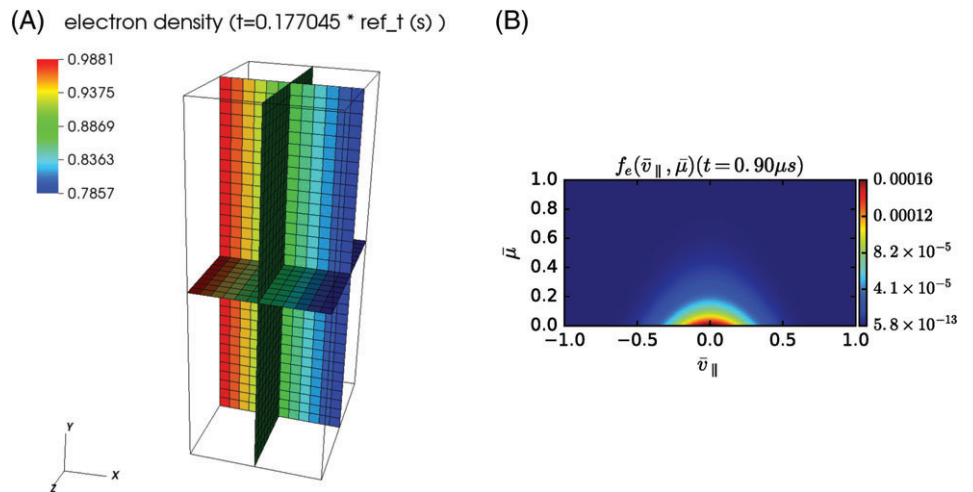 (A) electron density (t=0.177045 * ref_t (s) )
0.9881
0.9375
0.8869
0.8363
0.7857
Y
X
Z
(B)
f_e(v̄_∥, μ̄)(t = 0.90μs)
1.0
0.8
0.6
0.4
0.2
0.0
μ̄
−1.0 −0.5 0.0 0.5 1.0
v̄_∥
0.00016
0.00012
8.2 × 10⁻⁵
4.1 × 10⁻⁵
5.8 × 10⁻¹³